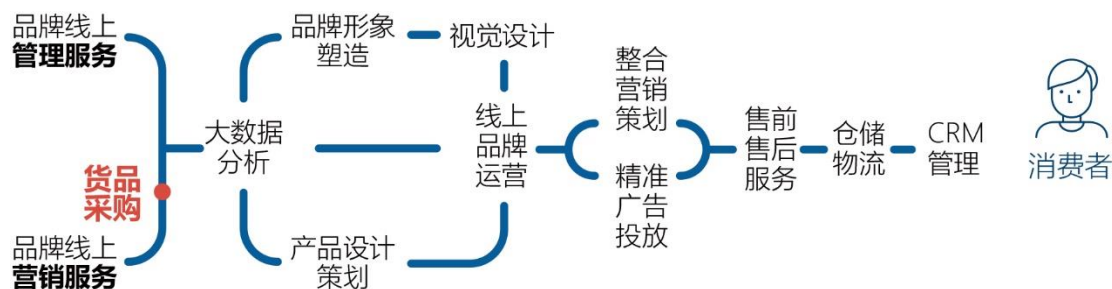 品牌线上
管理服务
货品
采购
品牌线上
营销服务
大数据
分析
品牌形象
塑造
视觉设计
产品设计
策划
线上
品牌
运营
整合
营销
策划
精准
广告
投放
售前
售后
服务
仓储
物流
CRM
管理
消费者